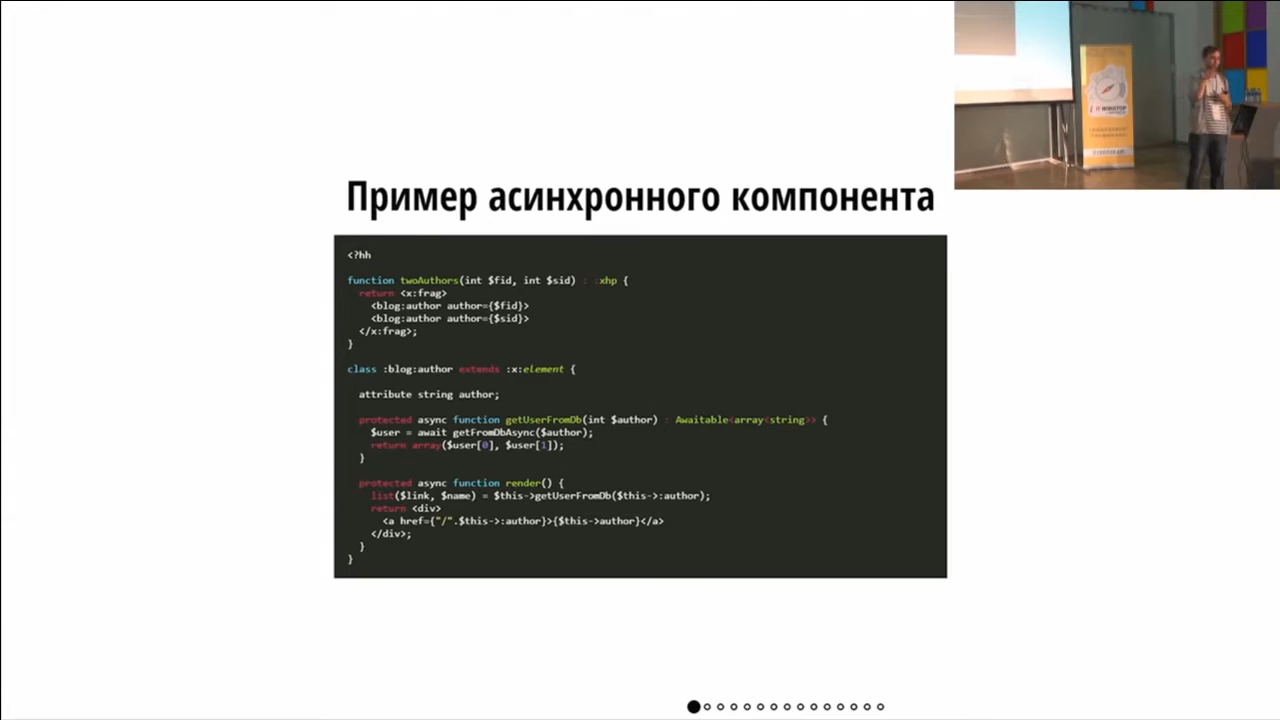 Пример асинхронного компонента
<?hh
function twoAuthors(int $fid, int $sid) : :xhp {
return <x:frag>
<blog:author author={$fid}>
<blog:author author={$sid}>
</x:frag>;
}
class :blog:author extends :x:element {
attribute string author;
protected async function getUserFromDb(int $author) : Awaitable<array<string>> {
$user = await getFromDbAsync($author);
return array($user[0], $user[1]);
}
protected async function render() {
list($link, $name) = $this->getUserFromDb($this->:author);
return <div>
<a href={"/".$this->:author}>{$this->author}</a>
</div>;
}
}